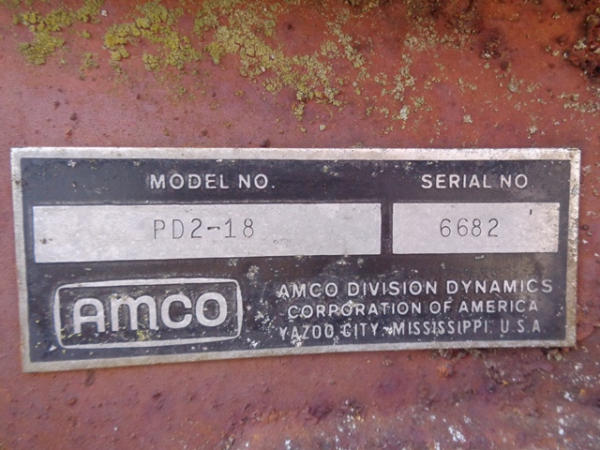 MODEL NO. SERIAL NO
PD2-18 6682
AMCO
AMCO DIVISION DYNAMICS
CORPORATION OF AMERICA
YAZOO CITY, MISSISSIPPI, U.S.A.